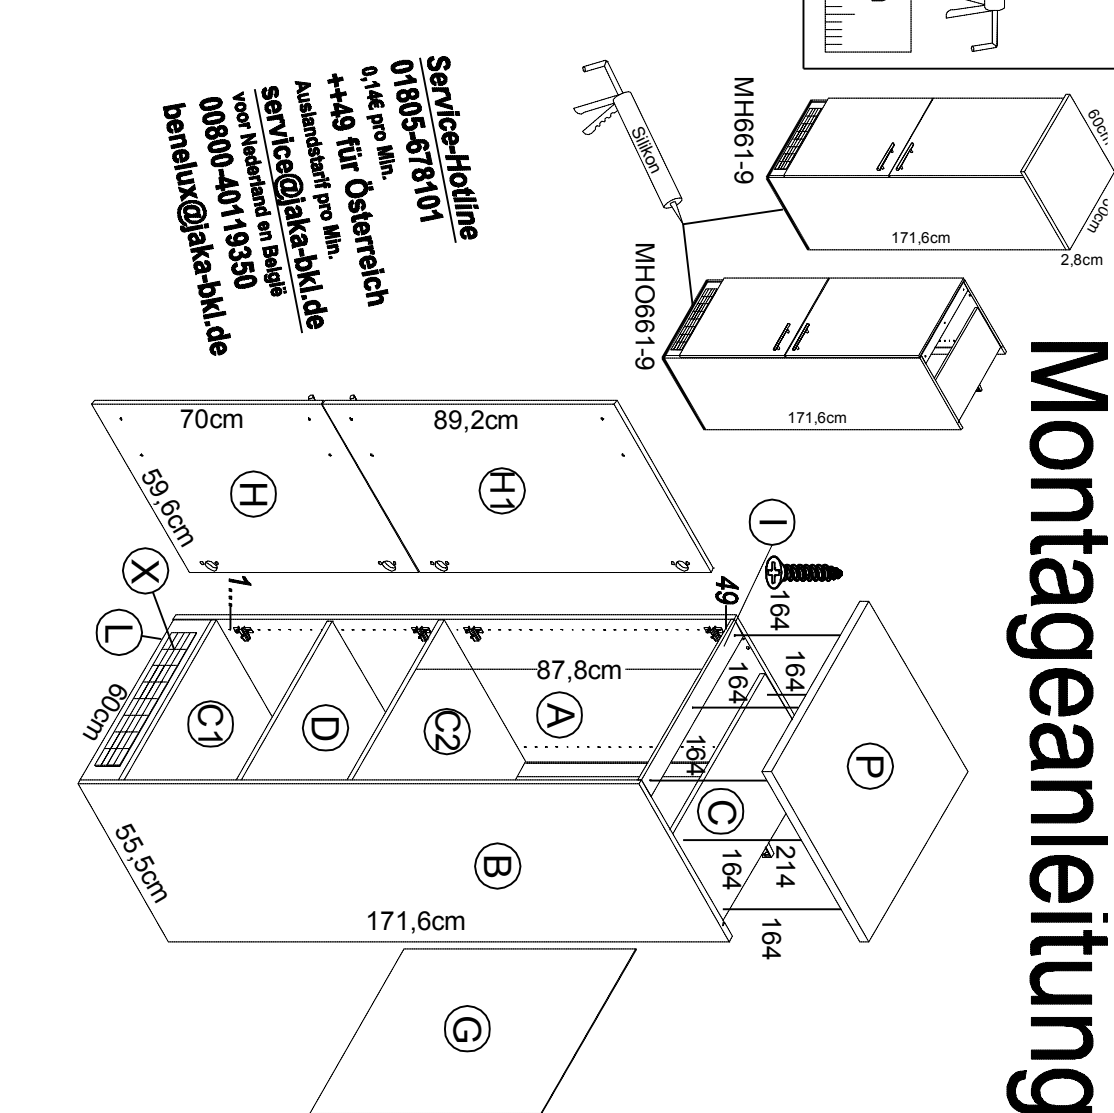 Montageanleitung
60cm
60cm
2,8cm
171,6cm
MH661-9
Silikon
171,6cm
MHO661-9
Service-Hotline
01805-678101
0,14€ pro Min.
++49 für Österreich
Auslandstarif pro Min.
service@jaka-bkl.de
voor Nederland en België
00800-40119350
benelux@jaka-bkl.de
70cm
89,2cm
59,6cm
H
H1
I
164
49
1
X
L
60cm
C1
D
C2
87,8cm
A
164
164
164
P
C
B
164
214
164
55,5cm
171,6cm
G